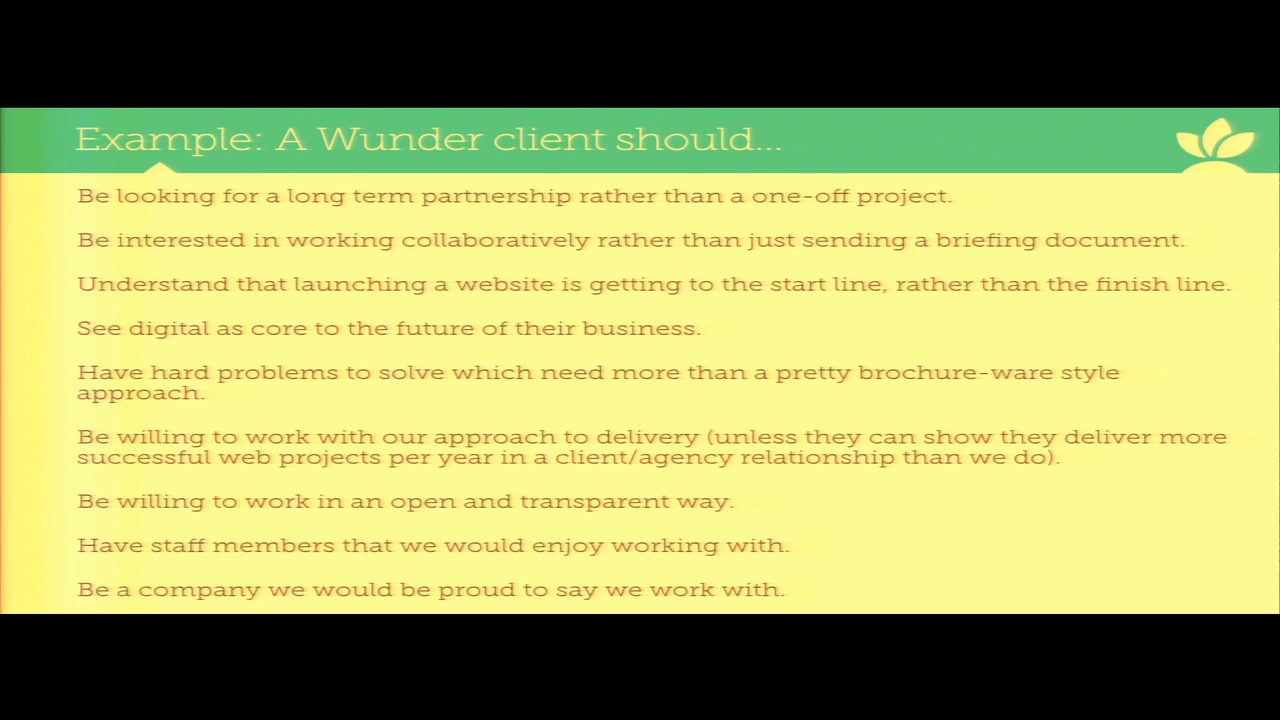 Example: A Wunder client should...
Be looking for a long term partnership rather than a one-off project.
Be interested in working collaboratively rather than just sending a briefing document.
Understand that launching a website is getting to the start line, rather than the finish line.
See digital as core to the future of their business.
Have hard problems to solve which need more than a pretty brochure-ware style
approach.
Be willing to work with our approach to delivery (unless they can show they deliver more
successful web projects per year in a client/agency relationship than we do).
Be willing to work in an open and transparent way.
Have staff members that we would enjoy working with.
Be a company we would be proud to say we work with.